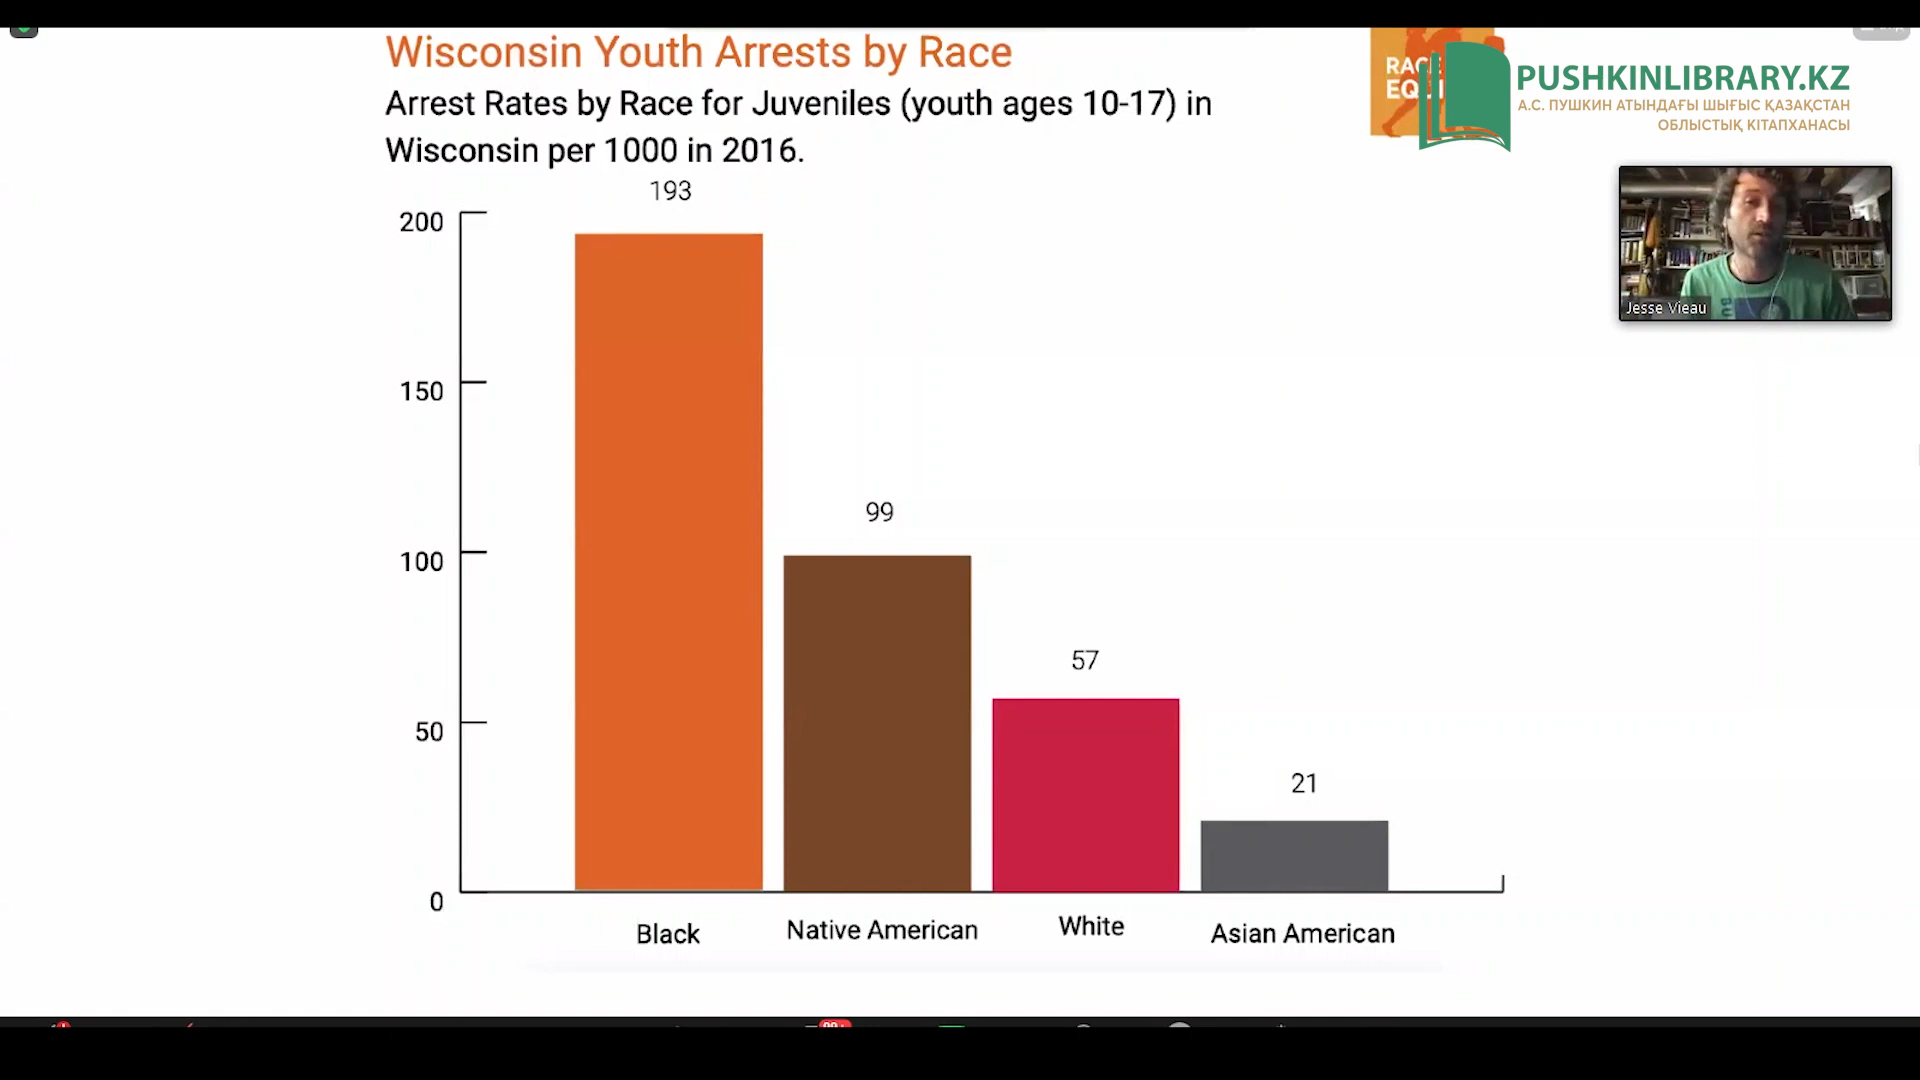 Wisconsin Youth Arrests by Race
Arrest Rates by Race for Juveniles (youth ages 10-17) in
Wisconsin per 1000 in 2016.
PUSHKINLIBRARY.KZ
А.С. ПУШКИН АТЫНДАҒЫ ШЫҒЫС ҚАЗАҚСТАН
ОБЛЫСТЫҚ КІТАПХАНАСЫ
Jesse Vieau
200
150
100
50
0
193
99
57
21
Black
Native American
White
Asian American